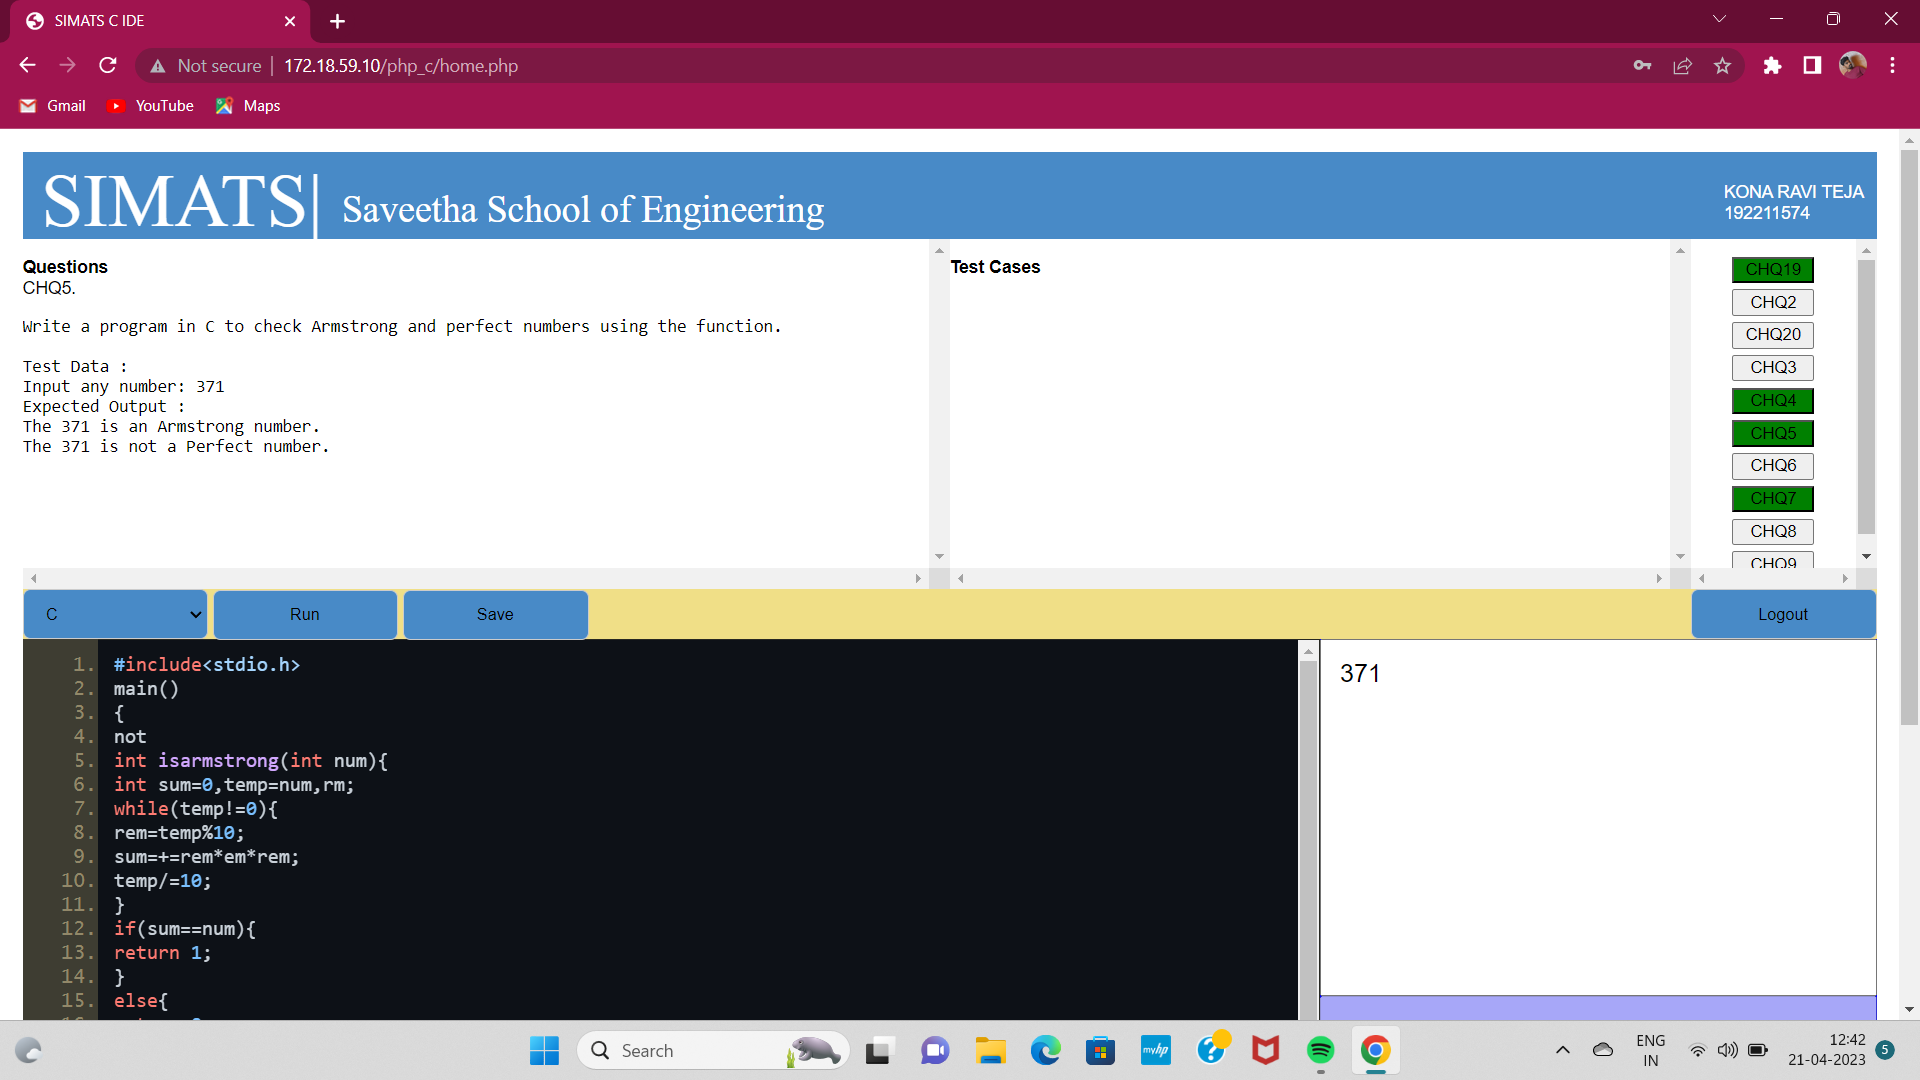 SIMATS C IDE
Not secure
172.18.59.10/php_c/home.php
Gmail
YouTube
Maps
SIMATS|
Saveetha School of Engineering
KONA RAVI TEJA
192211574
Questions
CHQ5.
Write a program in C to check Armstrong and perfect numbers using the function.
Test Data :
Input any number: 371
Expected Output :
The 371 is an Armstrong number.
The 371 is not a Perfect number.
Test Cases
CHQ19
CHQ2
CHQ20
CHQ3
CHQ4
CHQ5
CHQ6
CHQ7
CHQ8
CHQ9
C
Run
Save
Logout
1. #include<stdio.h>
2. main()
3. {
4. not
5. int isarmstrong(int num){
6. int sum=0,temp=num,rm;
7. while(temp!=0){
8. rem=temp%10;
9. sum=+=rem*em*rem;
10. temp/=10;
11. }
12. if(sum==num){
13. return 1;
14. }
15. else{
371
Search
myhp
ENG
IN
12:42
21-04-2023
5